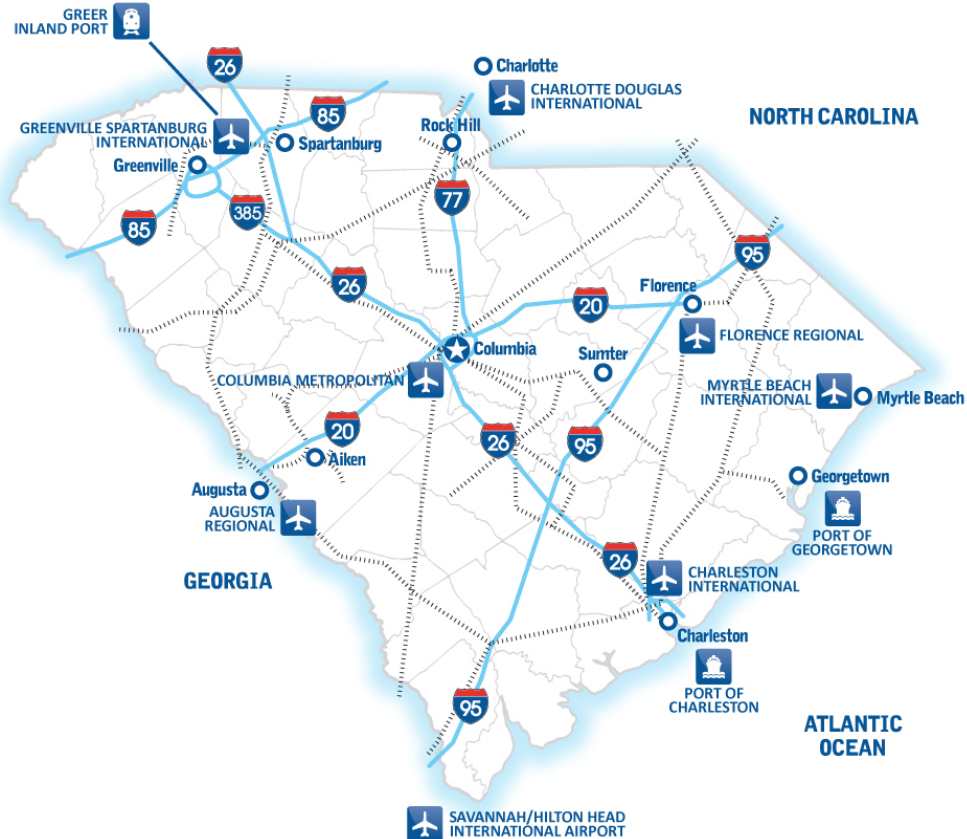 GREER
INLAND PORT
26
Charlotte
CHARLOTTE DOUGLAS
INTERNATIONAL
85
NORTH CAROLINA
GREENVILLE SPARTANBURG
INTERNATIONAL
Rock Hill
Spartanburg
Greenville
77
385
85
95
26
Florence
20
FLORENCE REGIONAL
Columbia
Sumter
COLUMBIA METROPOLITAN
MYRTLE BEACH
INTERNATIONAL
Myrtle Beach
20
26
95
Aiken
Augusta
Georgetown
AUGUSTA
REGIONAL
PORT OF
GEORGETOWN
26
CHARLESTON
INTERNATIONAL
GEORGIA
Charleston
PORT OF
CHARLESTON
95
ATLANTIC
OCEAN
SAVANNAH/HILTON HEAD
INTERNATIONAL AIRPORT